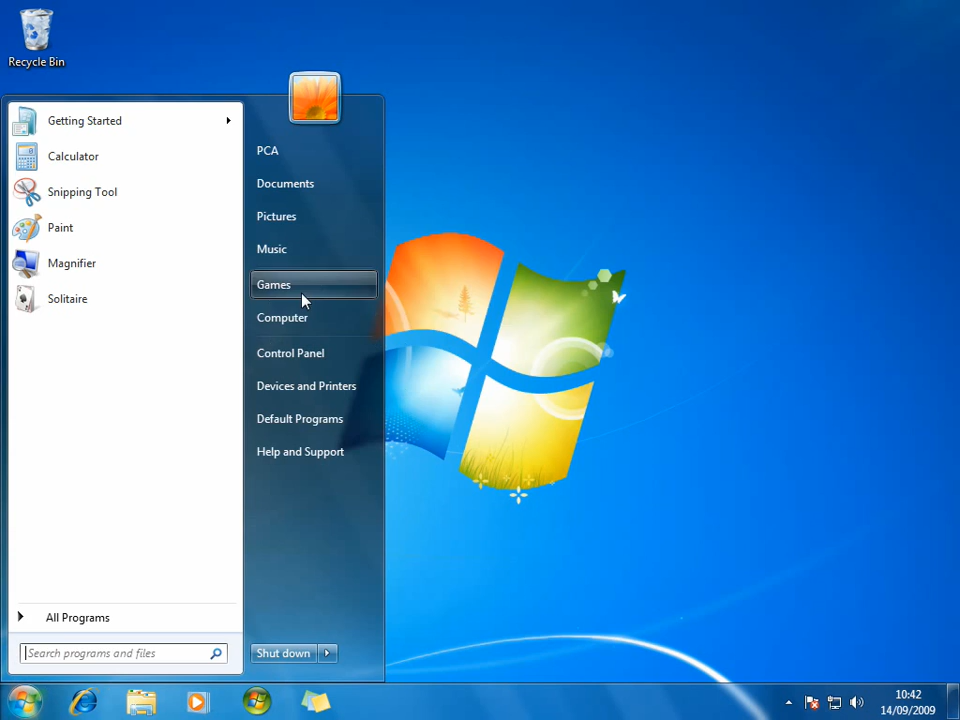 Recycle Bin
Getting Started
Calculator
Snipping Tool
Paint
Magnifier
Solitaire
All Programs
Search programs and files
PCA
Documents
Pictures
Music
Games
Computer
Control Panel
Devices and Printers
Default Programs
Help and Support
Shut down
10:42
14/09/2009